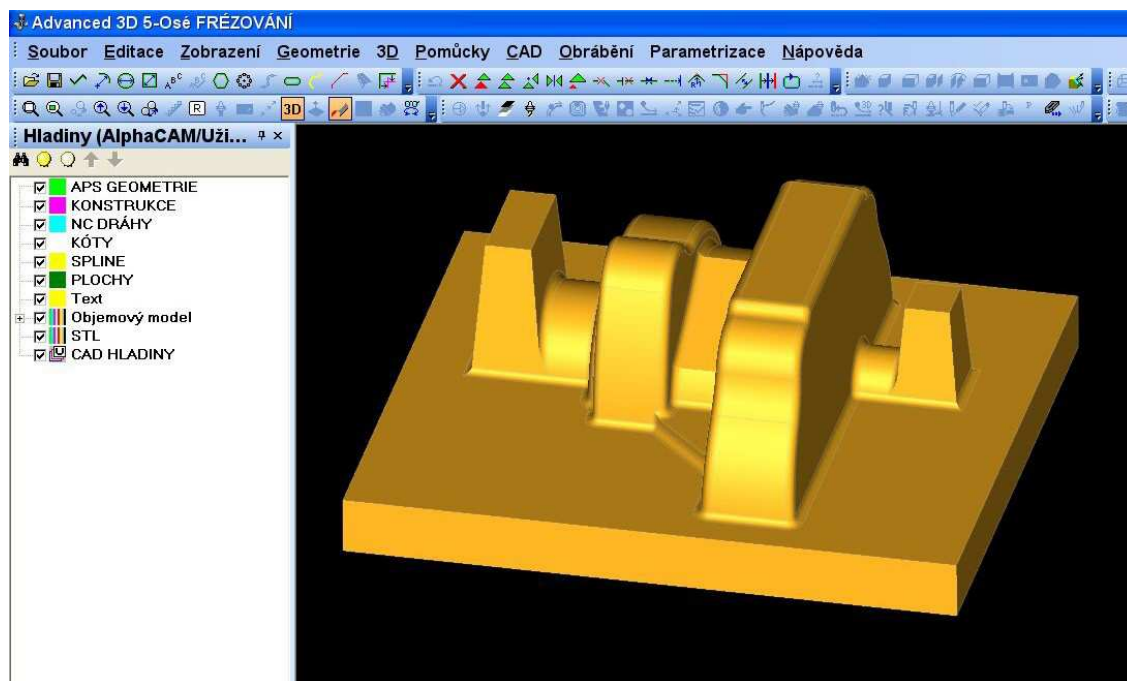 Advanced 3D 5-Osé FRÉZOVÁNÍ
Soubor Editace Zobrazení Geometrie 3D Pomůcky CAD Obrábění Parametrizace Nápověda
ABC
R 3D
Hladiny (AlphaCAM/Uži...
APS GEOMETRIE
KONSTRUKCE
NC DRÁHY
KÓTY
SPLINE
PLOCHY
Text
Objemový model
STL
CAD HLADINY